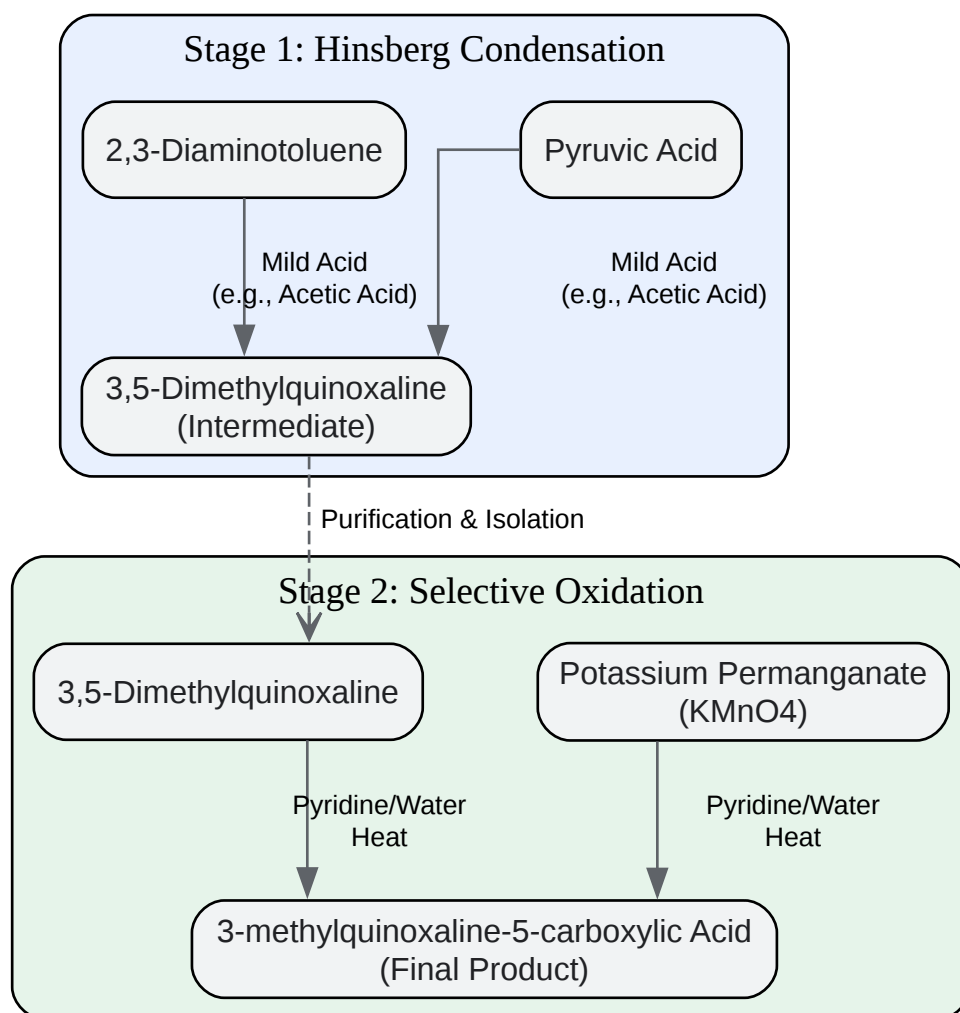 Stage 1: Hinsberg Condensation
2,3-Diaminotoluene
Pyruvic Acid
Mild Acid
(e.g., Acetic Acid)
Mild Acid
(e.g., Acetic Acid)
3,5-Dimethylquinoxaline
(Intermediate)
Purification & Isolation
Stage 2: Selective Oxidation
3,5-Dimethylquinoxaline
Potassium Permanganate
(KMnO4)
Pyridine/Water
Heat
Pyridine/Water
Heat
3-methylquinoxaline-5-carboxylic Acid
(Final Product)